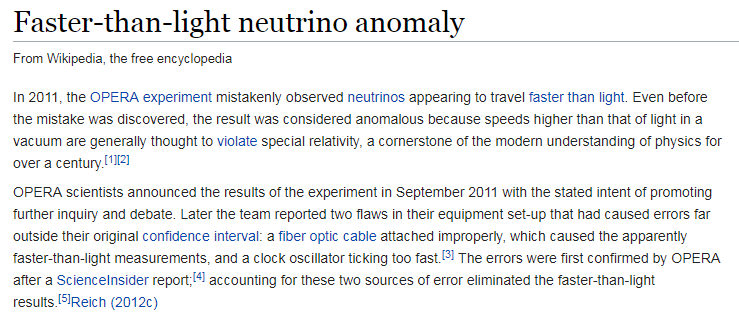 Faster-than-light neutrino anomaly
From Wikipedia, the free encyclopedia
In 2011, the OPERA experiment mistakenly observed neutrinos appearing to travel faster than light. Even before
the mistake was discovered, the result was considered anomalous because speeds higher than that of light in a
vacuum are generally thought to violate special relativity, a cornerstone of the modern understanding of physics for
over a century.[1][2]
OPERA scientists announced the results of the experiment in September 2011 with the stated intent of promoting
further inquiry and debate. Later the team reported two flaws in their equipment set-up that had caused errors far
outside their original confidence interval: a fiber optic cable attached improperly, which caused the apparently
faster-than-light measurements, and a clock oscillator ticking too fast.[3] The errors were first confirmed by OPERA
after a ScienceInsider report;[4] accounting for these two sources of error eliminated the faster-than-light
results.[5]Reich (2012c)